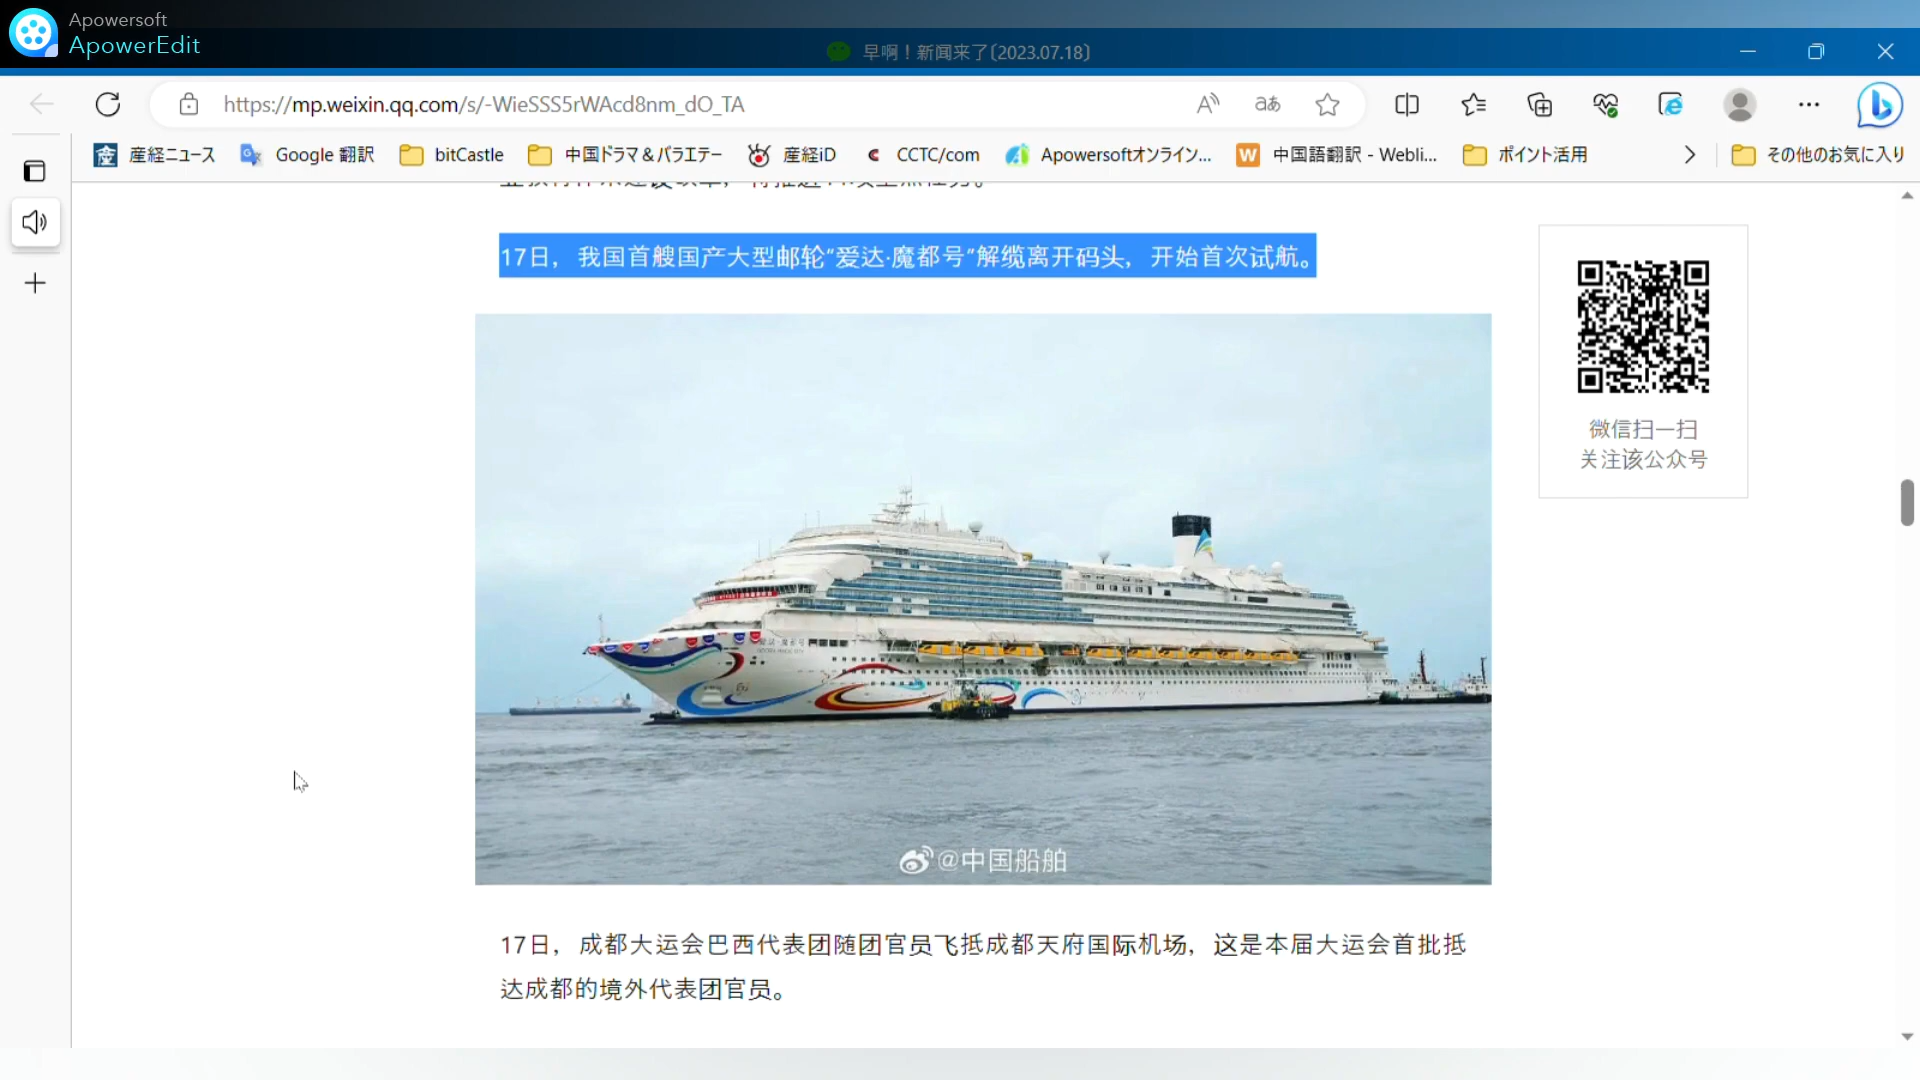 Apowersoft
ApowerEdit
早啊！新闻来了〔2023.07.18〕
https://mp.weixin.qq.com/s/-WieSSS5rWAcd8nm_dO_TA
産経ニュース
Google 翻訳
bitCastle
中国ドラマ＆バラエテー
産経iD
CCTC/com
Apowersoftオンライン...
中国語翻訳 - Webli...
ポイント活用
その他のお気に入り
17日，我国首艘国产大型邮轮“爱达·魔都号”解缆离开码头，开始首次试航。
微信扫一扫
关注该公众号
@中国船舶
17日，成都大运会巴西代表团随团官员飞抵成都天府国际机场，这是本届大运会首批抵
达成都的境外代表团官员。